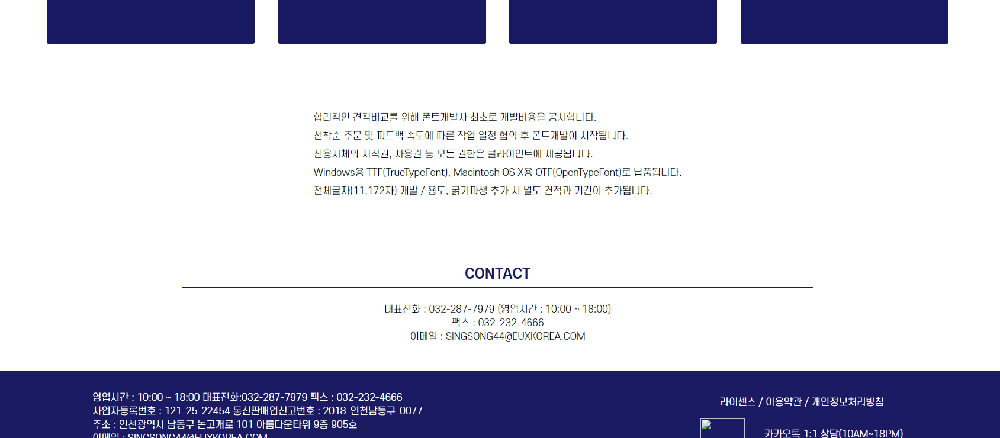 합리적인 견적비교를 위해 폰트개발사 최초로 개발비용을 공시합니다.
선착순 주문 및 피드백 속도에 따른 작업 일정 협의 후 폰트개발이 시작됩니다.
전용서체의 저작권, 사용권 등 모든 권한은 클라이언트에 제공됩니다.
Windows용 TTF(TrueTypeFont), Macintosh OS X용 OTF(OpenTypeFont)로 납품됩니다.
전체글자(11,172자) 개발 / 용도, 굵기파생 추가 시 별도 견적과 기간이 추가됩니다.
CONTACT
대표전화 : 032-287-7979 (영업시간 : 10:00 ~ 18:00)
팩스 : 032-232-4666
이메일 : SINGSONG44@EUXKOREA.COM
영업시간 : 10:00 ~ 18:00 대표전화:032-287-7979 팩스 : 032-232-4666
사업자등록번호 : 121-25-22454 통신판매업신고번호 : 2018-인천남동구-0077
주소 : 인천광역시 남동구 논고개로 101 아름다운타워 9층 905호
이메일 : SINGSONG44@EUXKOREA.COM
라이센스 / 이용약관 / 개인정보처리방침
카카오톡 1:1 상담(10AM~18PM)